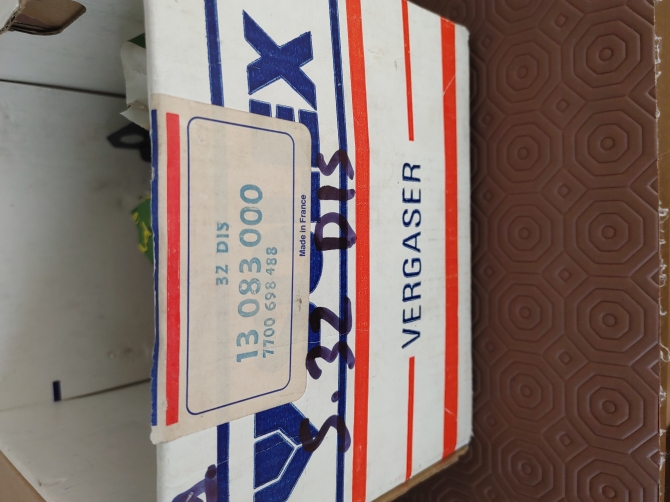 32 DIS
13 083 000
7700 698 488
Made in France
S. 32 DIS
VERGASER